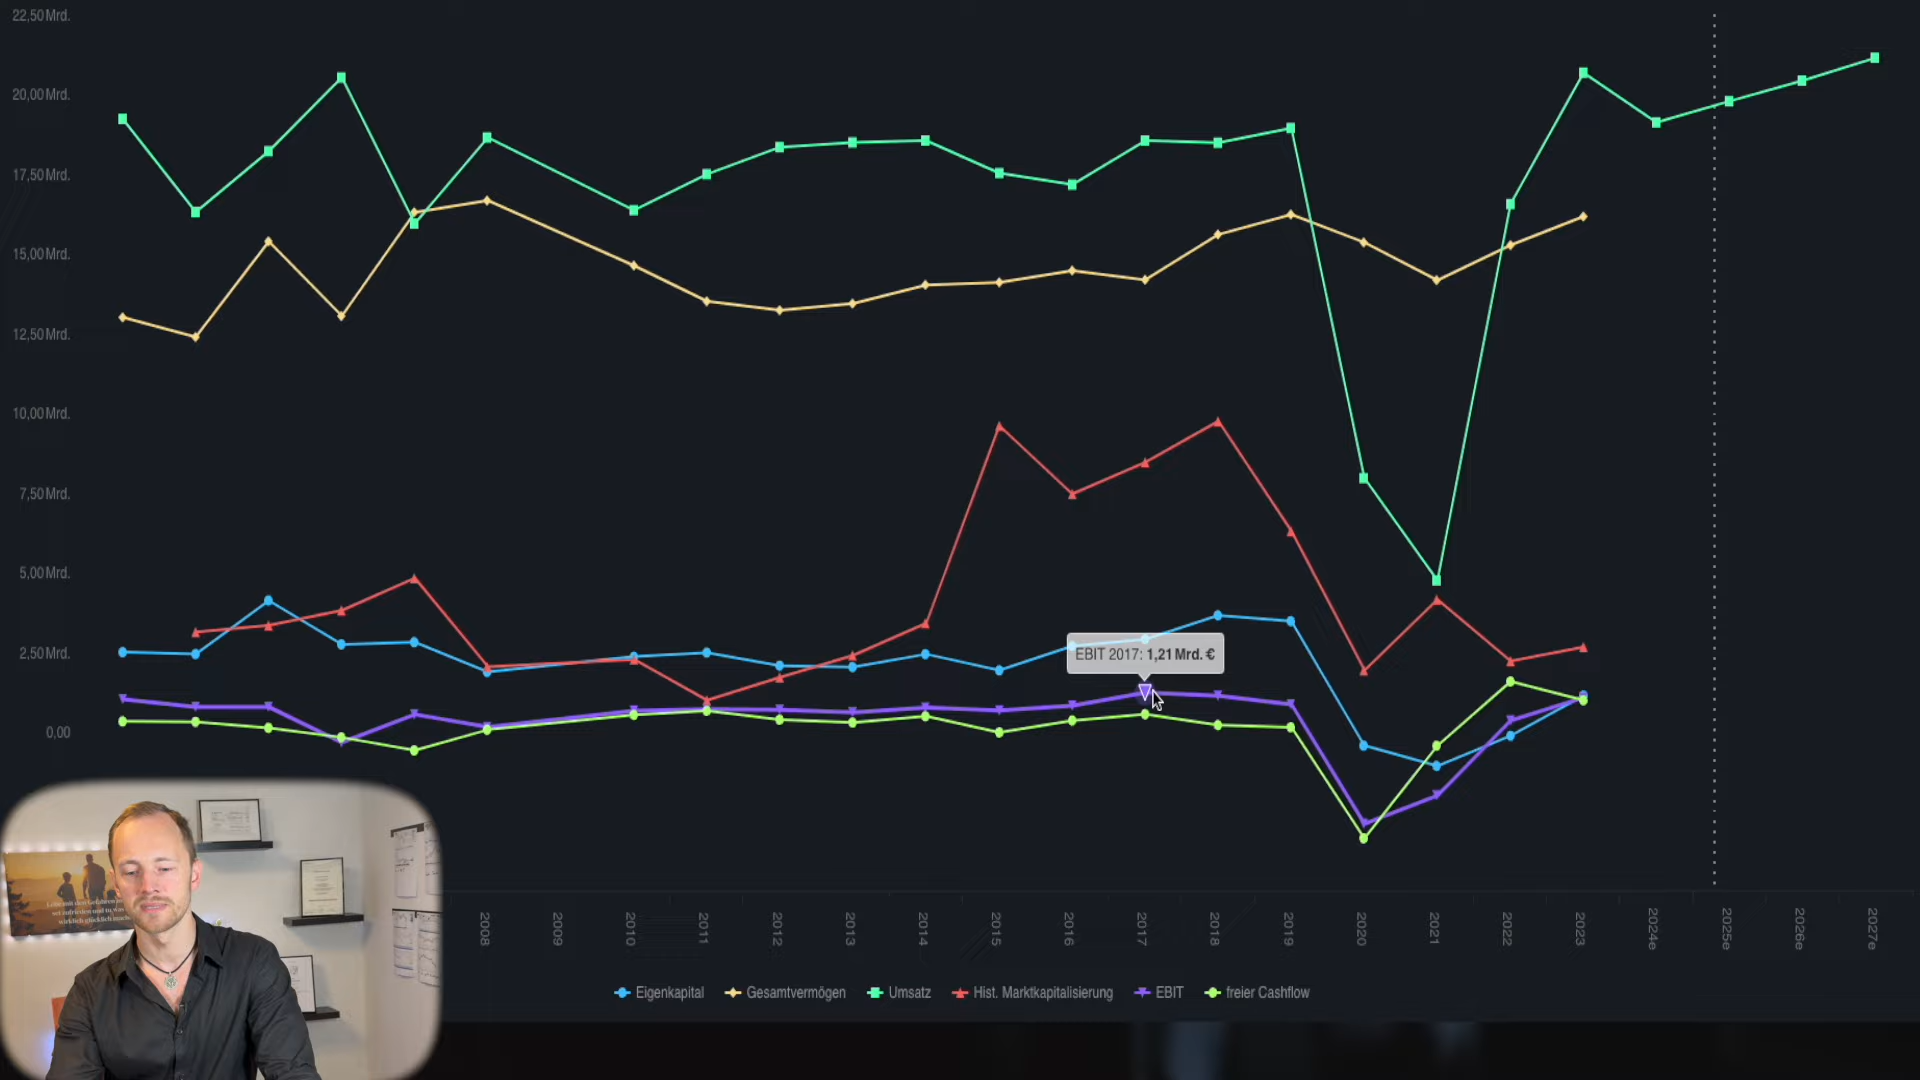 22,50 Mrd.
20,00 Mrd.
17,50 Mrd.
15,00 Mrd.
12,50 Mrd.
10,00 Mrd.
7,50 Mrd.
5,00 Mrd.
2,50 Mrd.
0,00
EBIT 2017: 1,21 Mrd. €
2008
2009
2010
2011
2012
2013
2014
2015
2016
2017
2018
2019
2020
2021
2022
2023
2024e
2025e
2026e
2027e
Eigenkapital
Gesamtvermögen
Umsatz
Hist. Marktkapitalisierung
EBIT
freier Cashflow